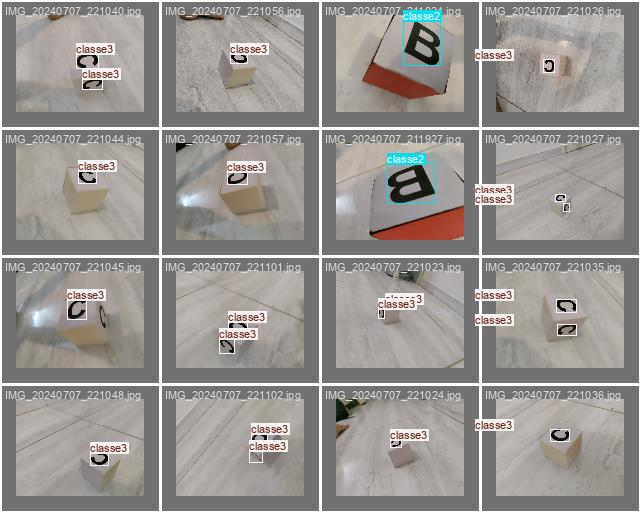 IMG_20240707_221040.jpg
classe3
C
classe3
C
IMG_20240707_221056.jpg
classe3
C
classe2
B
IMG_20240707_221026.jpg
classe3
C
IMG_20240707_221044.jpg
classe3
C
IMG_20240707_221057.jpg
classe3
C
IMG_20240707_211927.jpg
classe2
B
IMG_20240707_221027.jpg
classe3
classe3
IMG_20240707_221045.jpg
classe3
C
C
IMG_20240707_221101.jpg
classe3
classe3
C
IMG_20240707_221023.jpg
classe3
IMG_20240707_221035.jpg
classe3
C
classe3
C
IMG_20240707_221048.jpg
classe3
C
IMG_20240707_221102.jpg
classe3
classe3
IMG_20240707_221024.jpg
classe3
C
IMG_20240707_221036.jpg
classe3
C